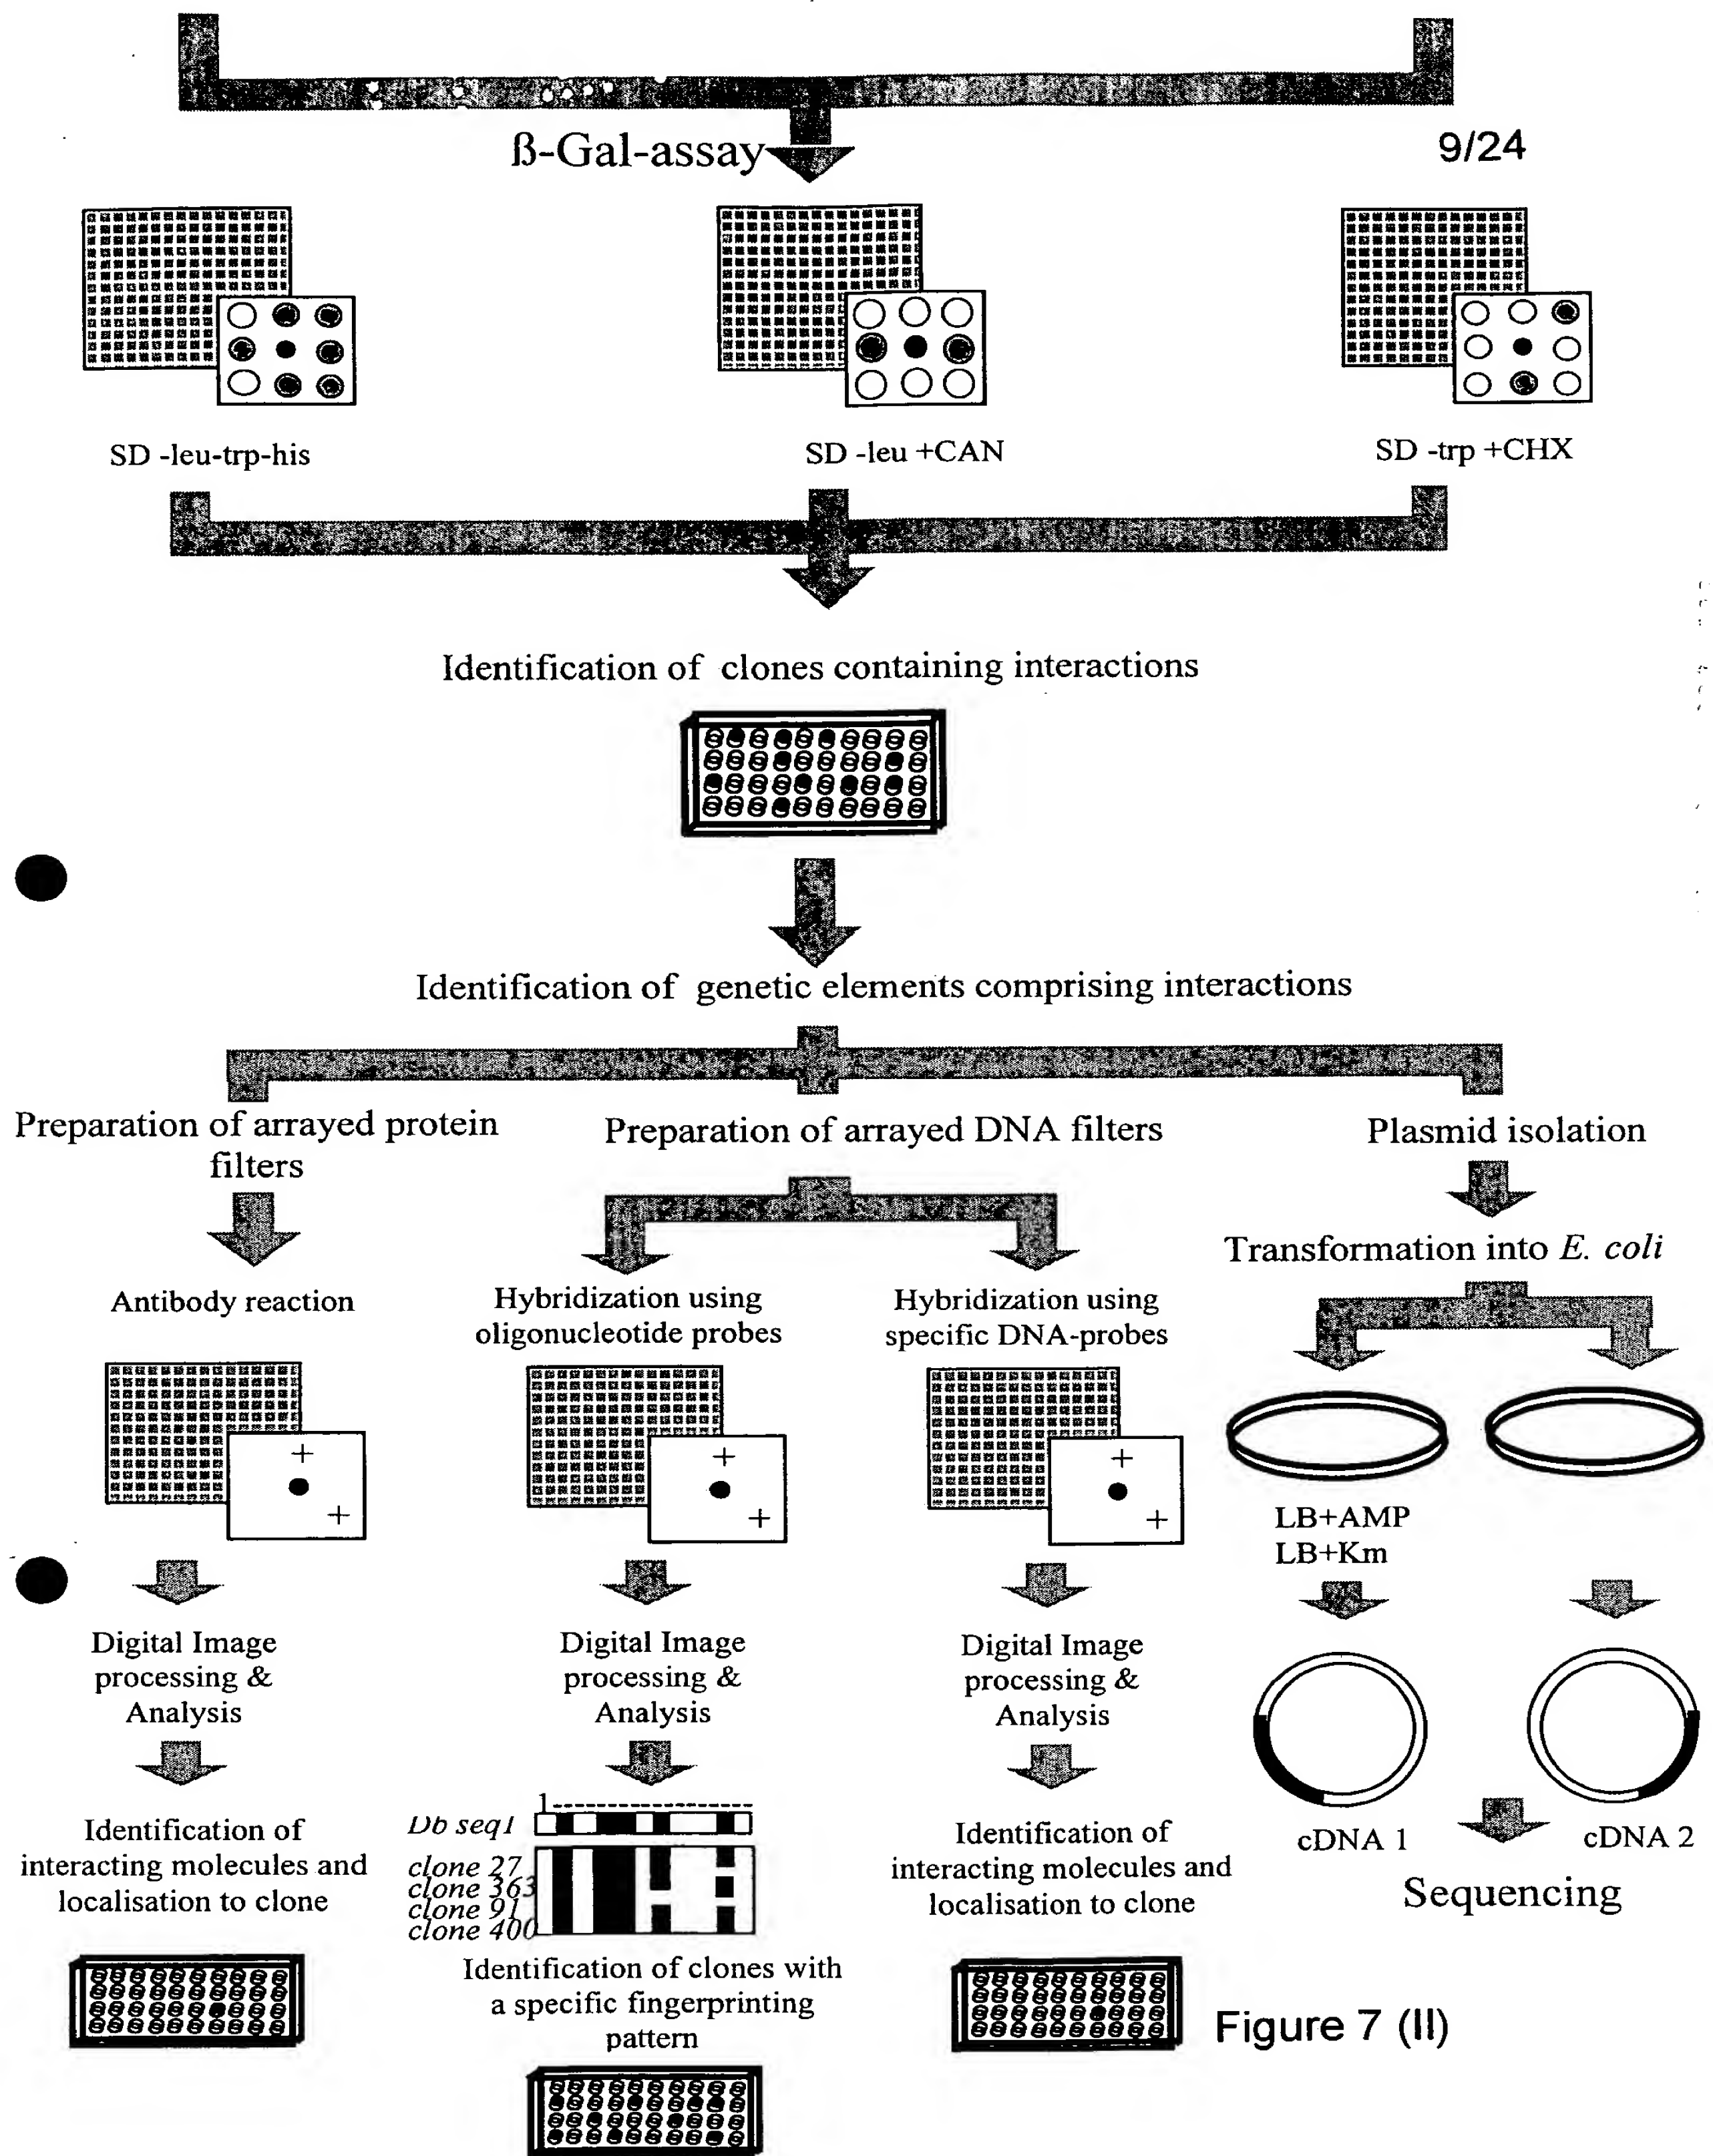 ß-Gal-assay
9/24
SD -leu-trp-his
SD -leu +CAN
SD -trp +CHX
Identification of clones containing interactions
Identification of genetic elements comprising interactions
Preparation of arrayed protein
filters
Preparation of arrayed DNA filters
Plasmid isolation
Transformation into E. coli
Antibody reaction
Hybridization using
oligonucleotide probes
Hybridization using
specific DNA-probes
+
+
+
+
+
+
LB+AMP
LB+Km
Digital Image
processing &
Analysis
Digital Image
processing &
Analysis
Digital Image
processing &
Analysis
Identification of
interacting molecules and
localisation to clone
1--------------------
Db seq1
clone 27
clone 363
clone 91
clone 400
Identification of clones with
a specific fingerprinting
pattern
Identification of
interacting molecules and
localisation to clone
cDNA 1
cDNA 2
Sequencing
Figure 7 (II)